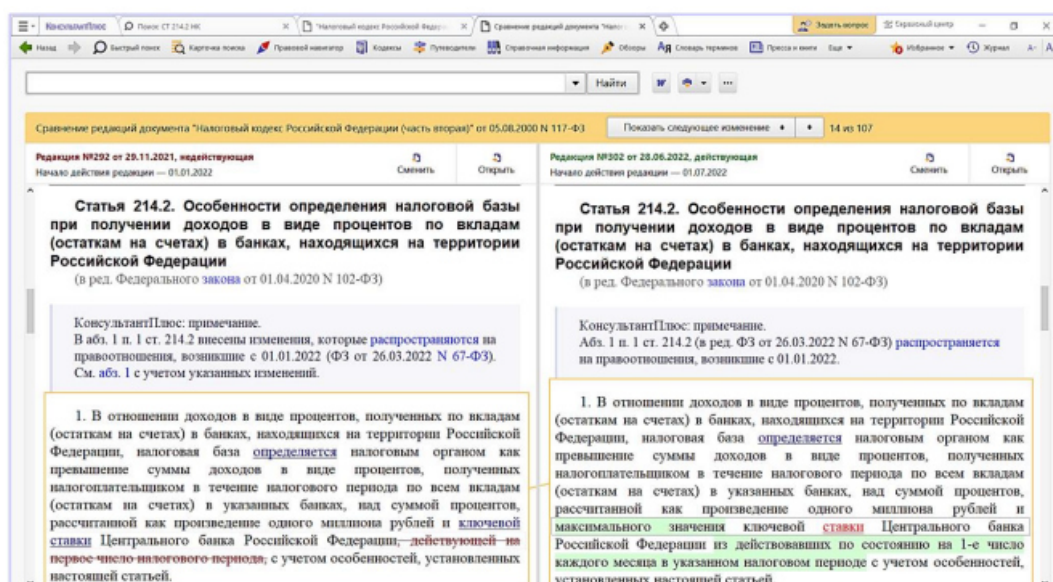 КонсультантПлюс
Поиск СТ 214.2 НК
"Налоговый кодекс Российской Федер
Сравнение редакций документа "Налог
Задать вопрос
Сервисный центр
Назад
Быстрый поиск
Карточка поиска
Правовой навигатор
Кодексы
Путеводители
Справочная информация
Обзоры
Словарь терминов
Пресса и книги
Еще
Избранное
Журнал
Найти
Сравнение редакций документа "Налоговый кодекс Российской Федерации (часть вторая)" от 05.08.2000 N 117-ФЗ
Показать следующее изменение
14 из 107
Редакция №292 от 29.11.2021, недействующая
Начало действия редакции — 01.01.2022
Сменить
Открыть
Статья 214.2. Особенности определения налоговой базы
при получении доходов в виде процентов по вкладам
(остаткам на счетах) в банках, находящихся на территории
Российской Федерации
(в ред. Федерального закона от 01.04.2020 N 102-ФЗ)
КонсультантПлюс: примечание.
В абз. 1 п. 1 ст. 214.2 внесены изменения, которые распространяются на
правоотношения, возникшие с 01.01.2022 (ФЗ от 26.03.2022 N 67-ФЗ).
См. абз. 1 с учетом указанных изменений.
1. В отношении доходов в виде процентов, полученных по вкладам
(остаткам на счетах) в банках, находящихся на территории Российской
Федерации, налоговая база определяется налоговым органом как
превышение суммы доходов в виде процентов, полученных
налогоплательщиком в течение налогового периода по всем вкладам
(остаткам на счетах) в указанных банках, над суммой процентов,
рассчитанной как произведение одного миллиона рублей и ключевой
ставки Центрального банка Российской Федерации, действующей на
первое число налогового периода, с учетом особенностей, установленных
настоящей статьей.
Редакция №302 от 28.06.2022, действующая
Начало действия редакции — 01.07.2022
Сменить
Открыть
Статья 214.2. Особенности определения налоговой базы
при получении доходов в виде процентов по вкладам
(остаткам на счетах) в банках, находящихся на территории
Российской Федерации
(в ред. Федерального закона от 01.04.2020 N 102-ФЗ)
КонсультантПлюс: примечание.
Абз. 1 п. 1 ст. 214.2 (в ред. ФЗ от 26.03.2022 N 67-ФЗ) распространяется
на правоотношения, возникшие с 01.01.2022.
1. В отношении доходов в виде процентов, полученных по вкладам
(остаткам на счетах) в банках, находящихся на территории Российской
Федерации, налоговая база определяется налоговым органом как
превышение суммы доходов в виде процентов, полученных
налогоплательщиком в течение налогового периода по всем вкладам
(остаткам на счетах) в указанных банках, над суммой процентов,
рассчитанной как произведение одного миллиона рублей и
максимального значения ключевой ставки Центрального банка
Российской Федерации из действовавших по состоянию на 1-е число
каждого месяца в указанном налоговом периоде с учетом особенностей,
установленных настоящей статьей.